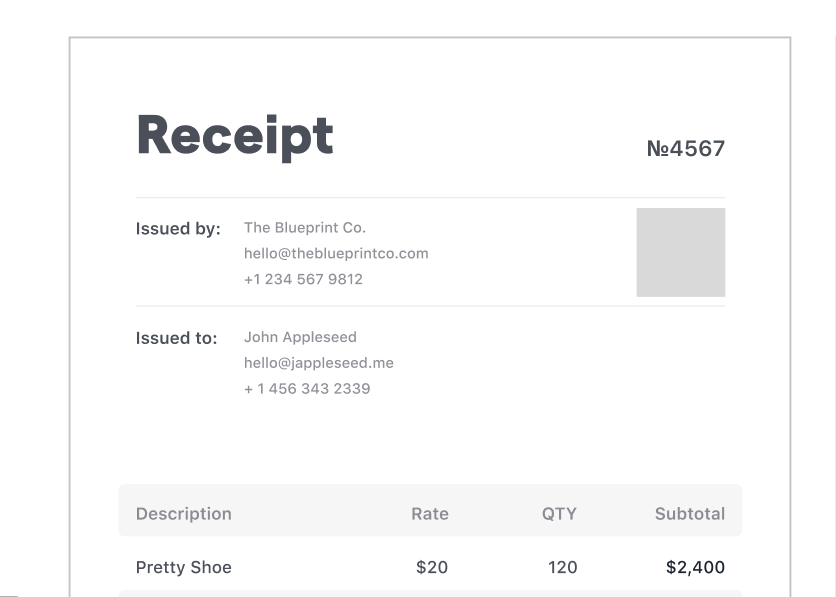 Receipt
№4567
Issued by: The Blueprint Co.
hello@theblueprintco.com
+1 234 567 9812
Issued to: John Appleseed
hello@jappleseed.me
+ 1 456 343 2339
Description Rate QTY Subtotal
Pretty Shoe $20 120 $2,400